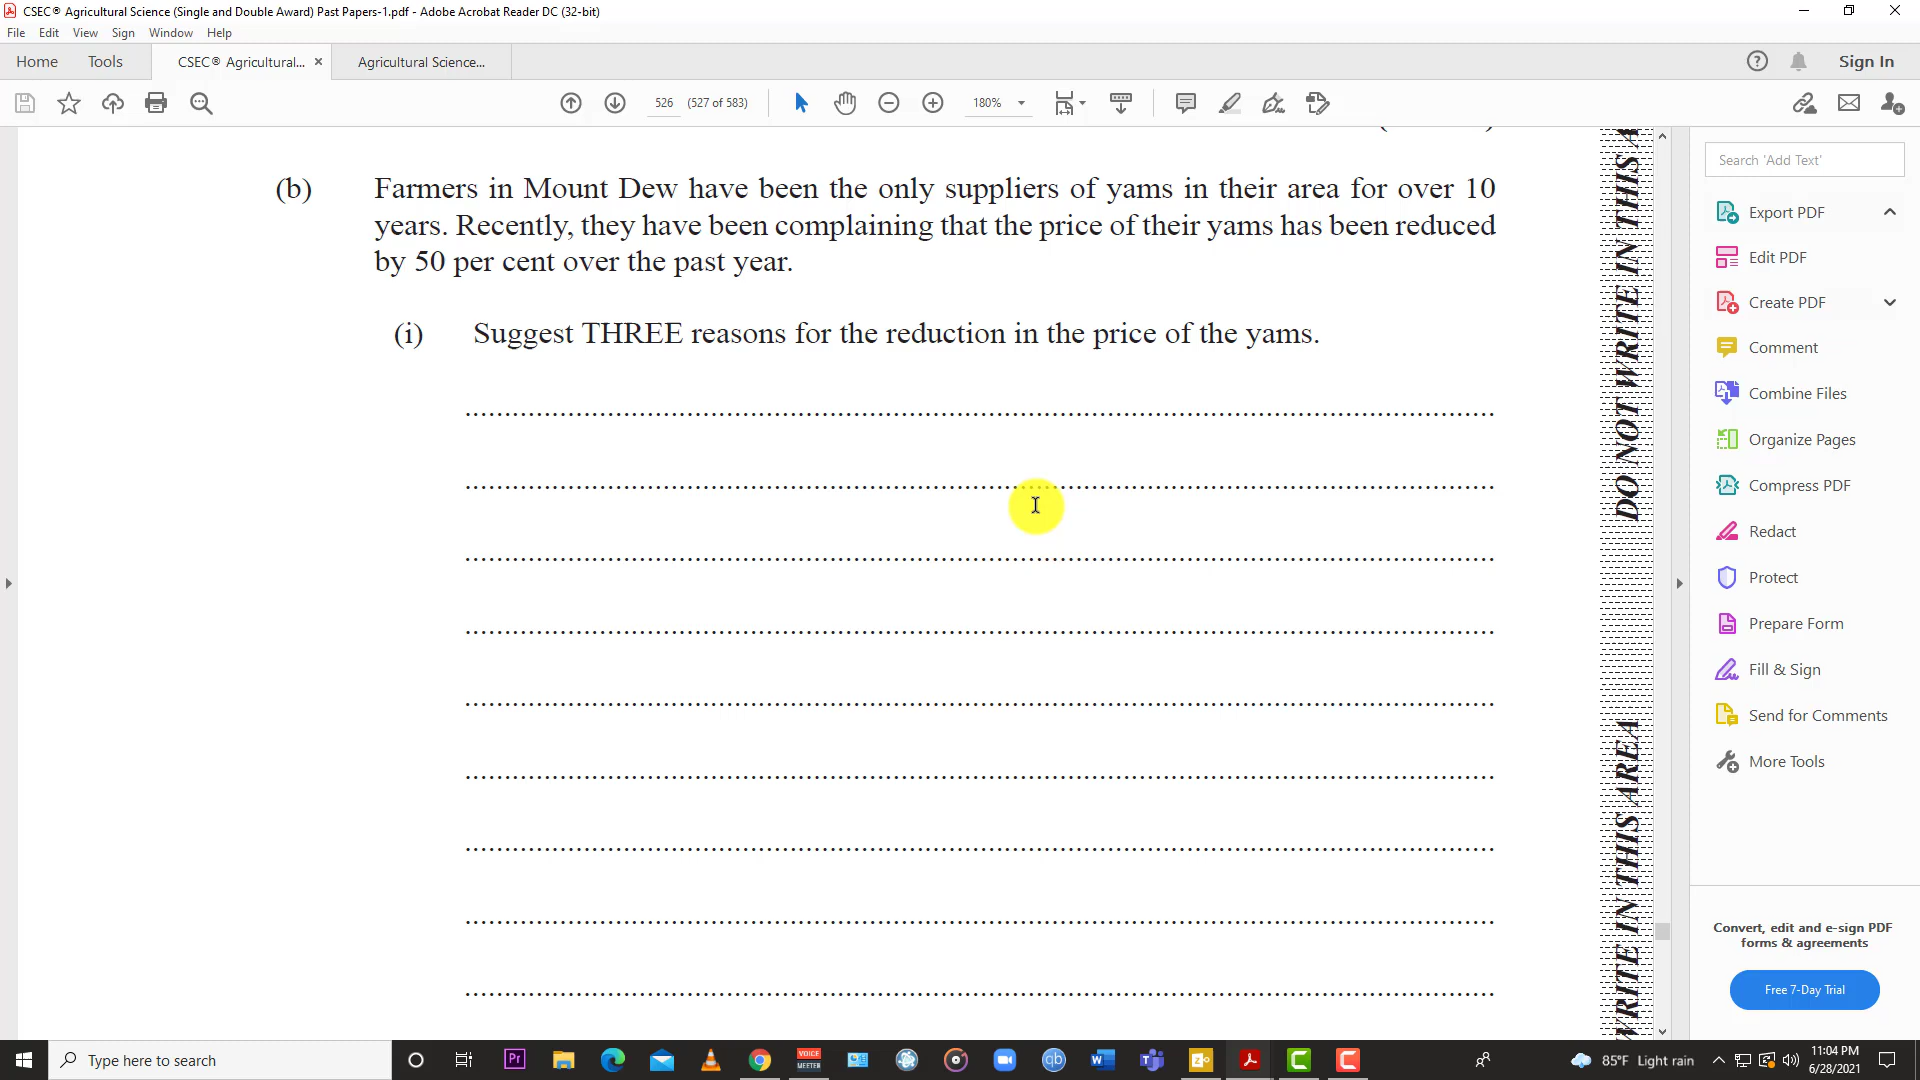 CSEC® Agricultural Science (Single and Double Award) Past Papers-1.pdf - Adobe Acrobat Reader DC (32-bit)
File Edit View Sign Window Help
Home Tools CSEC® Agricultural... × Agricultural Science... Sign In
526 (527 of 583) 180%
(b) Farmers in Mount Dew have been the only suppliers of yams in their area for over 10
years. Recently, they have been complaining that the price of their yams has been reduced
by 50 per cent over the past year.
(i) Suggest THREE reasons for the reduction in the price of the yams.
DO NOT WRITE IN THIS A
WRITE IN THIS AREA
Search 'Add Text'
Export PDF
Edit PDF
Create PDF
Comment
Combine Files
Organize Pages
Compress PDF
Redact
Protect
Prepare Form
Fill & Sign
Send for Comments
More Tools
Convert, edit and e-sign PDF
forms & agreements
Free 7-Day Trial
Type here to search
Pr
VOICE
MEETER
85°F Light rain
11:04 PM
6/28/2021